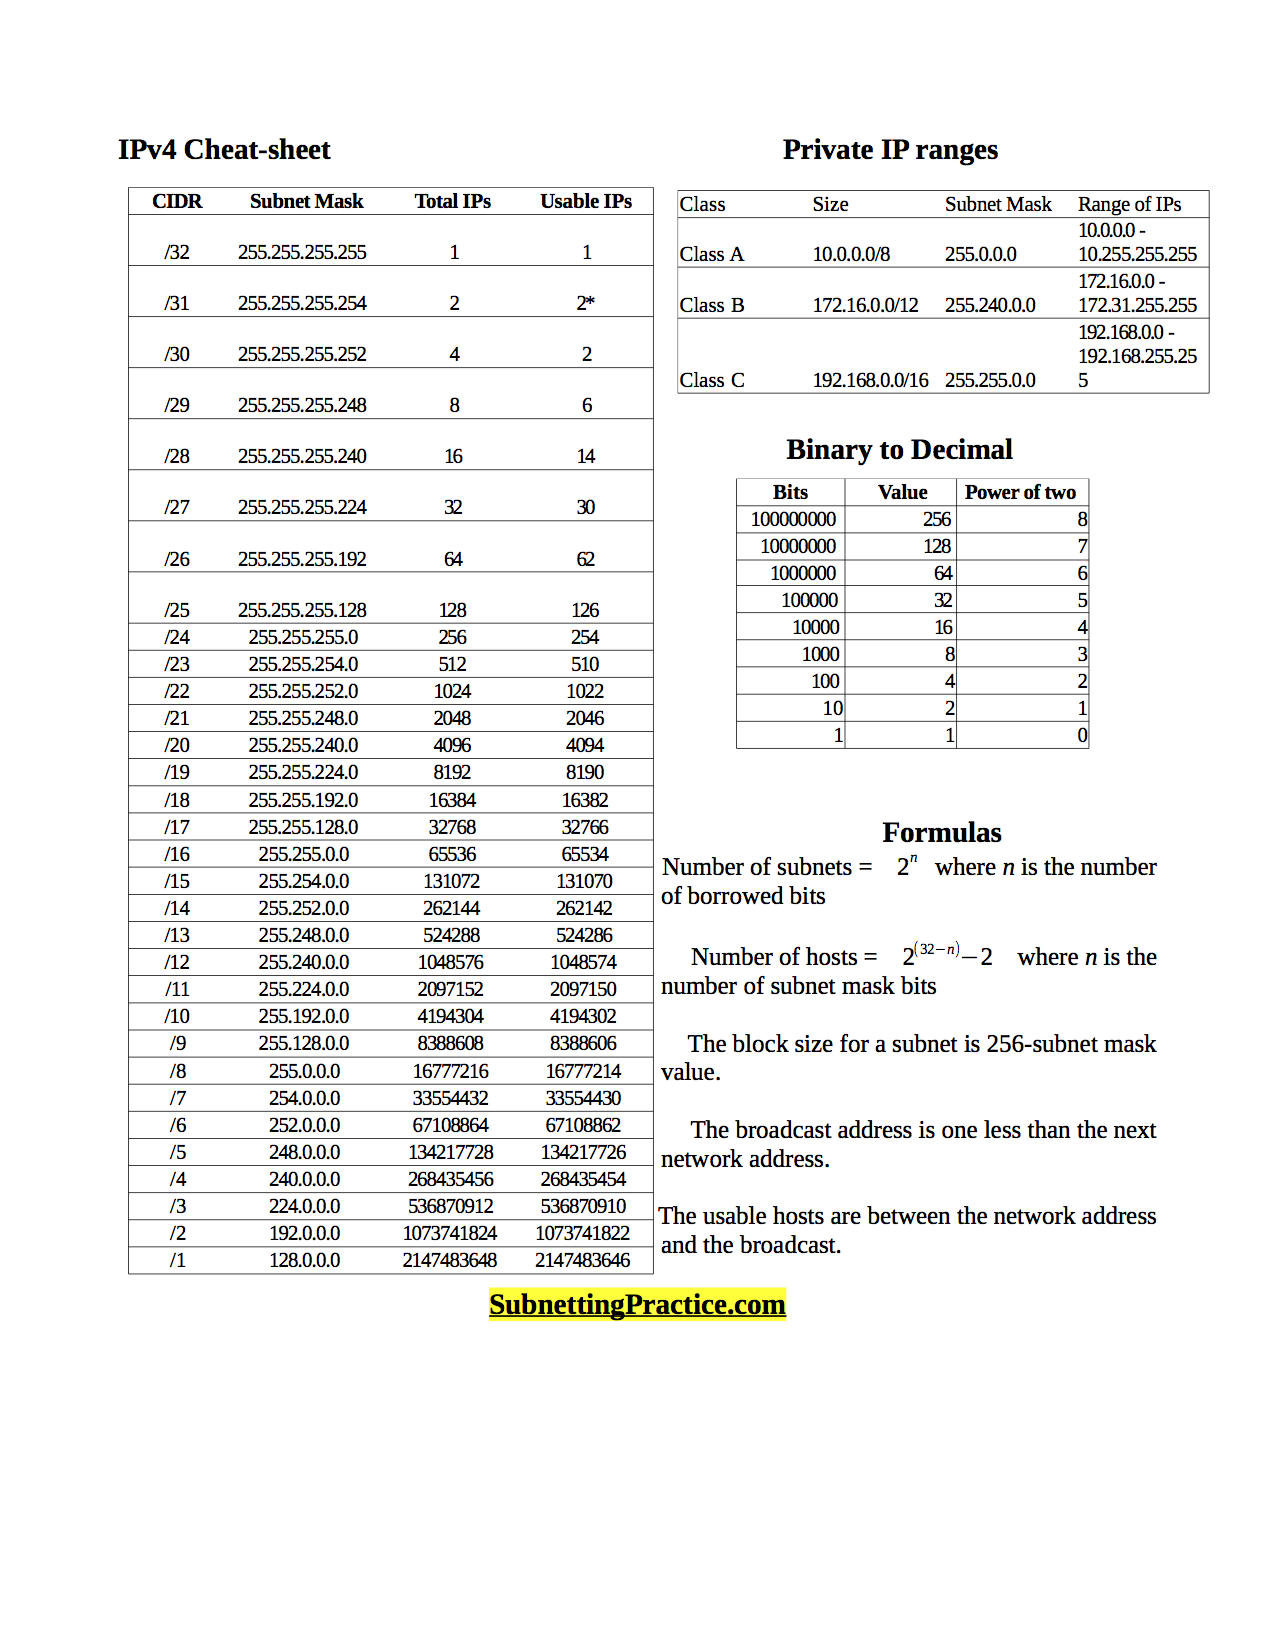 IPv4 Cheat-sheet
CIDR Subnet Mask Total IPs Usable IPs
/32 255.255.255.255 1 1
/31 255.255.255.254 2 2*
/30 255.255.255.252 4 2
/29 255.255.255.248 8 6
/28 255.255.255.240 16 14
/27 255.255.255.224 32 30
/26 255.255.255.192 64 62
/25 255.255.255.128 128 126
/24 255.255.255.0 256 254
/23 255.255.254.0 512 510
/22 255.255.252.0 1024 1022
/21 255.255.248.0 2048 2046
/20 255.255.240.0 4096 4094
/19 255.255.224.0 8192 8190
/18 255.255.192.0 16384 16382
/17 255.255.128.0 32768 32766
/16 255.255.0.0 65536 65534
/15 255.254.0.0 131072 131070
/14 255.252.0.0 262144 262142
/13 255.248.0.0 524288 524286
/12 255.240.0.0 1048576 1048574
/11 255.224.0.0 2097152 2097150
/10 255.192.0.0 4194304 4194302
/9 255.128.0.0 8388608 8388606
/8 255.0.0.0 16777216 16777214
/7 254.0.0.0 33554432 33554430
/6 252.0.0.0 67108864 67108862
/5 248.0.0.0 134217728 134217726
/4 240.0.0.0 268435456 268435454
/3 224.0.0.0 536870912 536870910
/2 192.0.0.0 1073741824 1073741822
/1 128.0.0.0 2147483648 2147483646
Private IP ranges
Class Size Subnet Mask Range of IPs
10.0.0.0 -
Class A 10.0.0.0/8 255.0.0.0 10.255.255.255
172.16.0.0 -
Class B 172.16.0.0/12 255.240.0.0 172.31.255.255
192.168.0.0 -
192.168.255.25
Class C 192.168.0.0/16 255.255.0.0 5
Binary to Decimal
Bits Value Power of two
100000000 256 8
10000000 128 7
1000000 64 6
100000 32 5
10000 16 4
1000 8 3
100 4 2
10 2 1
1 1 0
Formulas
Number of subnets = 2^n where n is the number
of borrowed bits
Number of hosts = 2^(32−n)−2 where n is the
number of subnet mask bits
The block size for a subnet is 256-subnet mask
value.
The broadcast address is one less than the next
network address.
The usable hosts are between the network address
and the broadcast.
SubnettingPractice.com